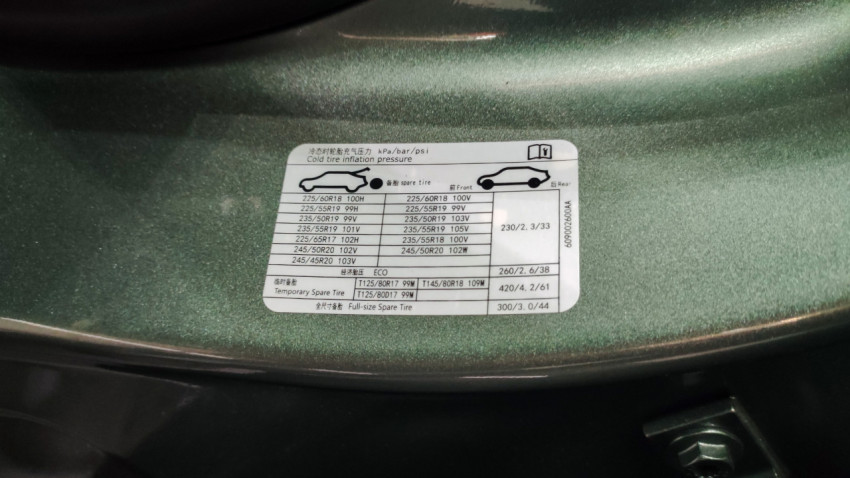 冷态时轮胎充气压力 kPa/bar/psi
Cold tire inflation pressure
备胎 spare tire 前 Front 后 Rear
225/60R18 100H 225/60R18 100V
225/55R19 99H 225/55R19 99V
235/50R19 99V 235/50R19 103V
235/55R19 101V 235/55R19 105V
225/65R17 102H 235/55R18 100V
245/50R20 102V 245/50R20 102W
245/45R20 103V
230/2.3/33
经济胎压 ECO 260/2.6/38
临时备胎 T125/80R17 99M T145/80R18 109M
Temporary Spare Tire T125/80D17 99M
420/4.2/61
全尺寸备胎 Full-size Spare Tire 300/3.0/44
609002600AA